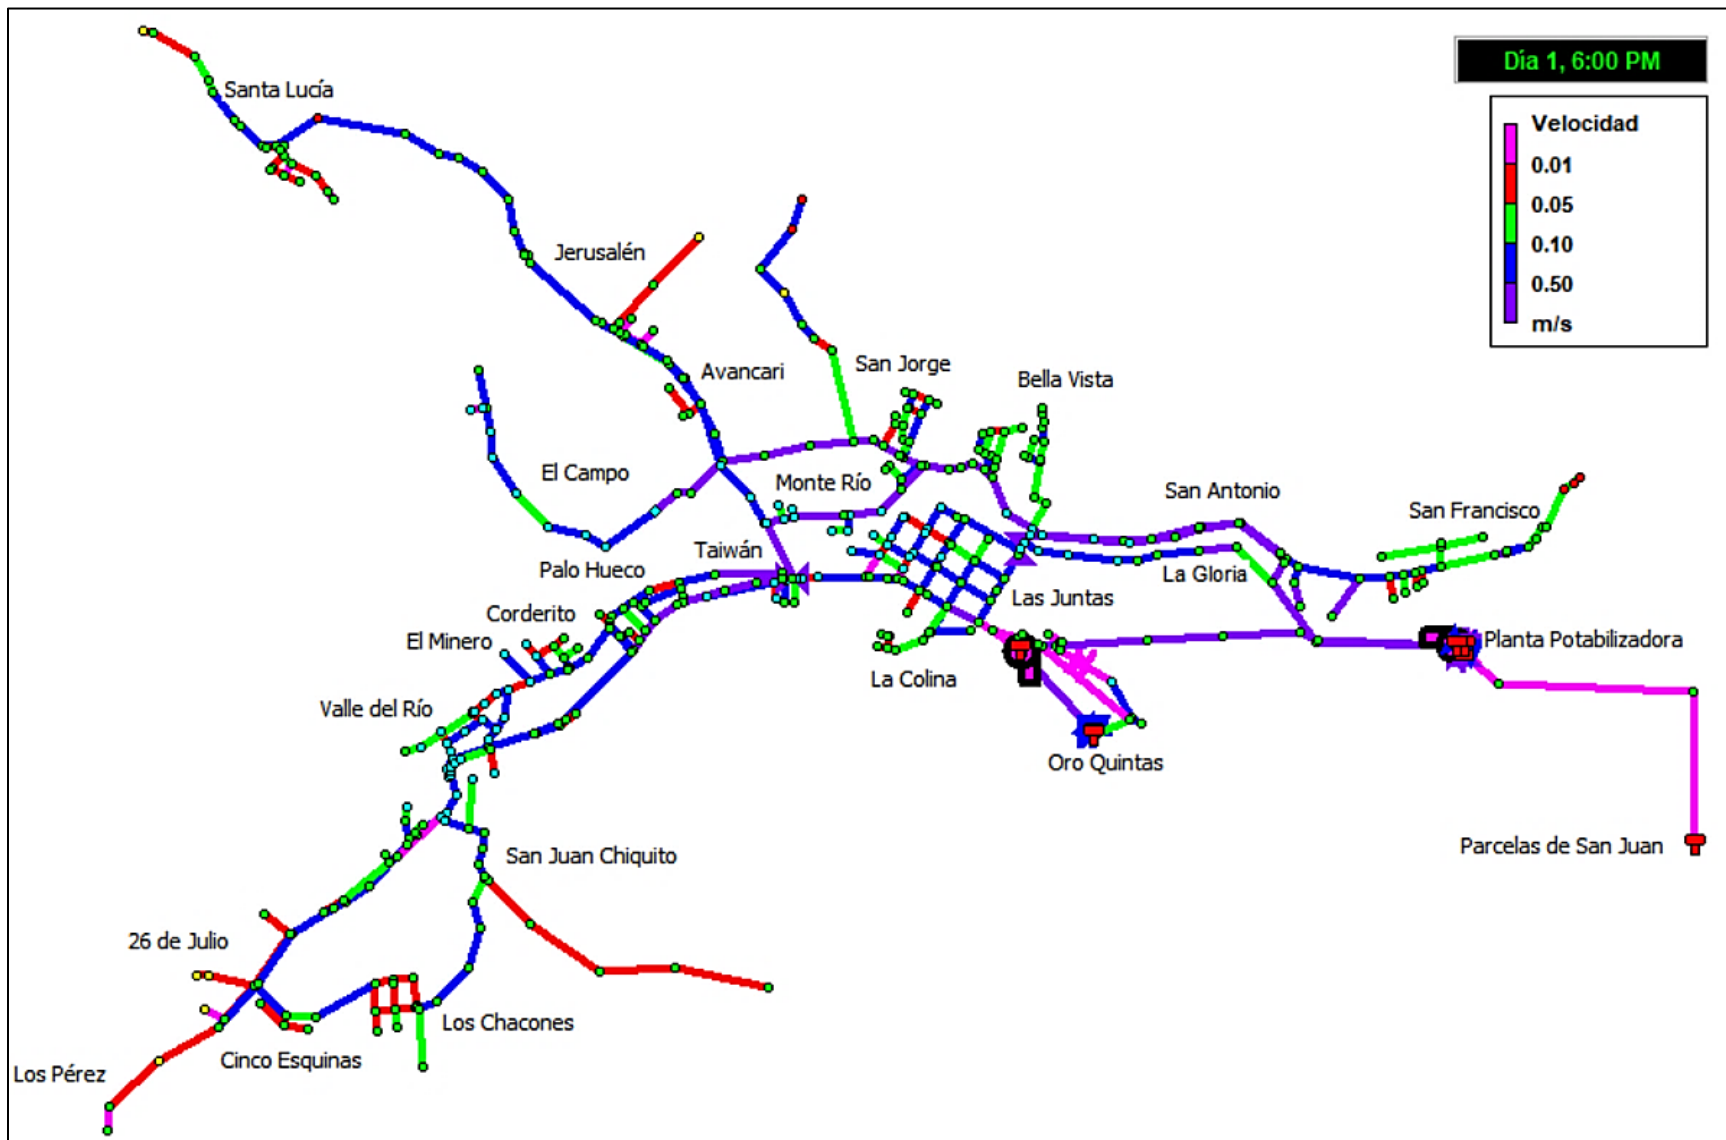 Día 1, 6:00 PM
Velocidad
0.01
0.05
0.10
0.50
m/s
Santa Lucía
Jerusalén
Avancari
San Jorge
Bella Vista
El Campo
Monte Río
San Antonio
San Francisco
Taiwán
Palo Hueco
La Gloria
Las Juntas
Corderito
El Minero
Planta Potabilizadora
La Colina
Valle del Río
Oro Quintas
Parcelas de San Juan
San Juan Chiquito
26 de Julio
Los Chacones
Cinco Esquinas
Los Pérez